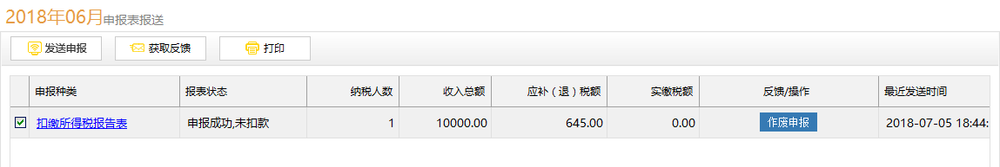 2018年06月申报表报送
发送申报 获取反馈 打印
申报种类 报表状态 纳税人数 收入总额 应补（退）税额 实缴税额 反馈/操作 最近发送时间
扣缴所得税报告表 申报成功,未扣款 1 10000.00 645.00 0.00 作废申报 2018-07-05 18:44: